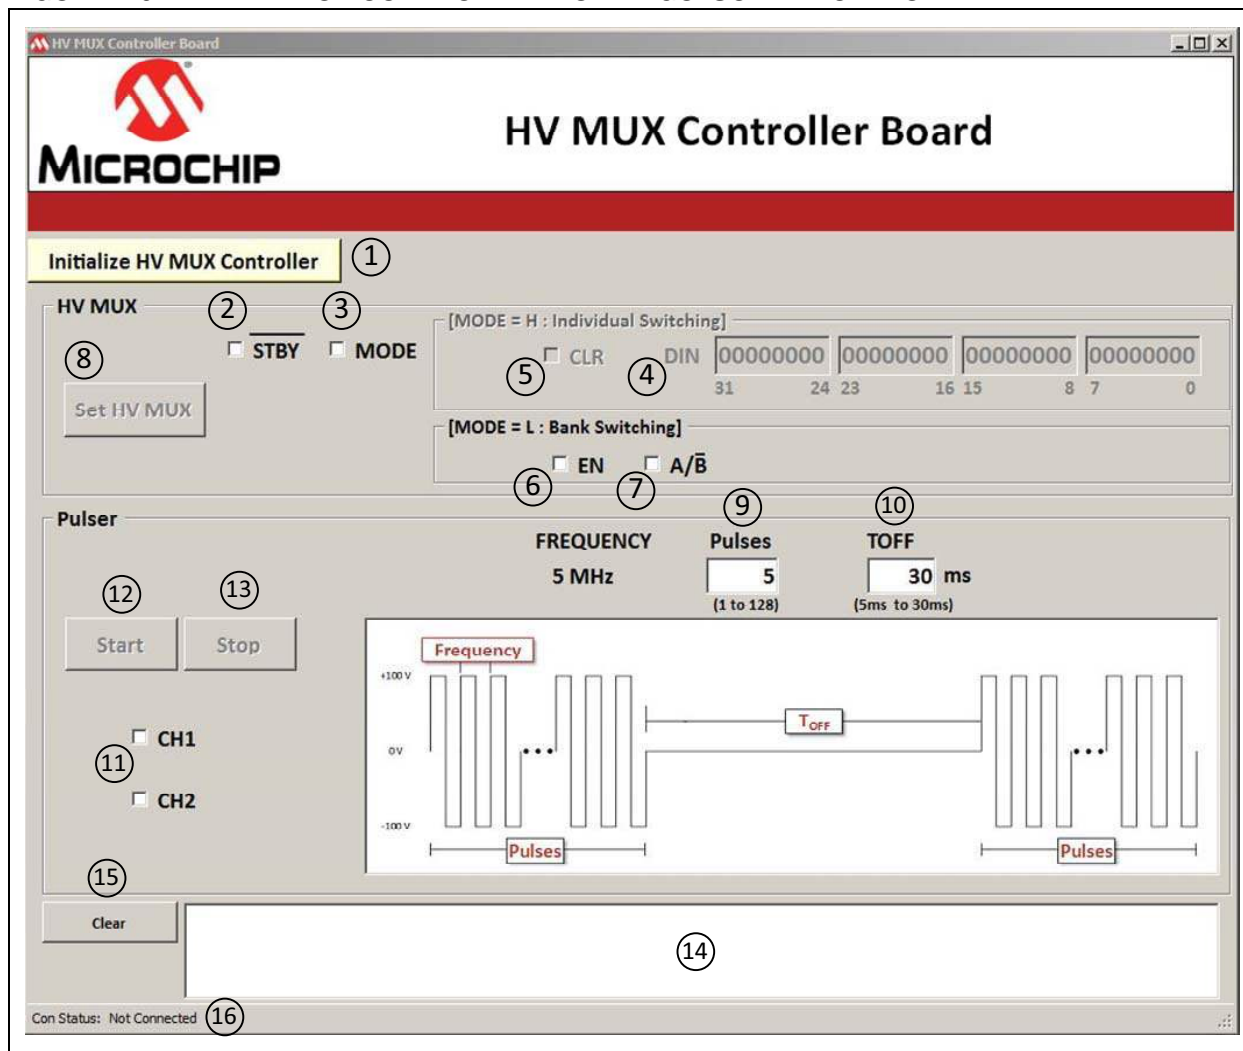 HV MUX Controller Board
MICROCHIP
HV MUX Controller Board
Initialize HV MUX Controller ①
HV MUX
② ③
S̅T̅B̅Y̅ MODE
⑧
Set HV MUX
[MODE = H : Individual Switching]
CLR DIN 00000000 00000000 00000000 00000000
⑤ ④
31 24 23 16 15 8 7 0
[MODE = L : Bank Switching]
EN A/B̅
⑥ ⑦
Pulser
⑨ ⑩
FREQUENCY Pulses TOFF
5 MHz 5 30 ms
(1 to 128) (5ms to 30ms)
⑫ ⑬
Start Stop
CH1
⑪
CH2
Frequency
+100 V
TOFF
0 V
-100 V
Pulses Pulses
⑮
Clear
⑭
Con Status: Not Connected ⑯